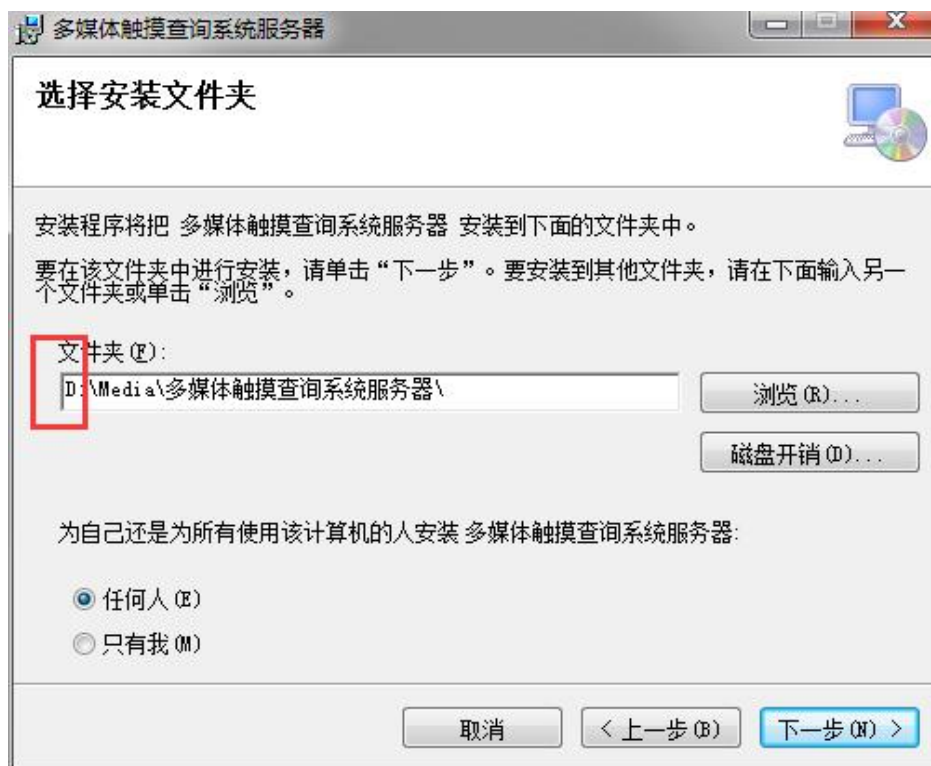 多媒体触摸查询系统服务器
选择安装文件夹
安装程序将把 多媒体触摸查询系统服务器 安装到下面的文件夹中。
要在该文件夹中进行安装，请单击“下一步”。要安装到其他文件夹，请在下面输入另一
个文件夹或单击“浏览”。
文件夹(F):
D:\Media\多媒体触摸查询系统服务器\
浏览(R)...
磁盘开销(D)...
为自己还是为所有使用该计算机的人安装 多媒体触摸查询系统服务器:
任何人(E)
只有我(M)
取消
< 上一步(B)
下一步(N) >